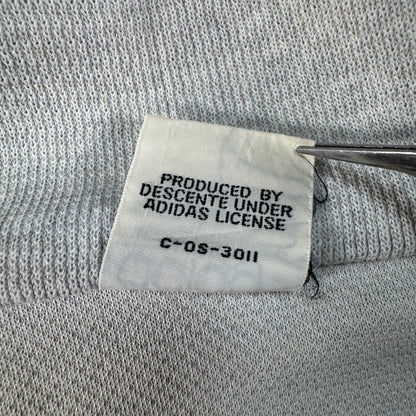 PRODUCED BY
DESCENTE UNDER
ADIDAS LICENSE
C-OS-3011